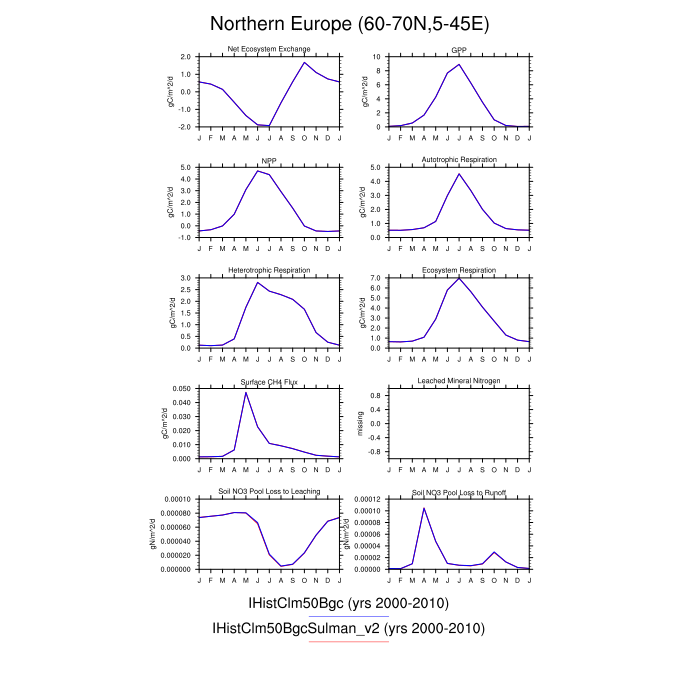 Northern Europe (60-70N,5-45E)
Net Ecosystem Exchange
GPP
gC/m^2/d
2.0
1.0
0.0
-1.0
-2.0
J F M A M J J A S O N D J
gC/m^2/d
10
8
6
4
2
0
J F M A M J J A S O N D J
NPP
Autotrophic Respiration
gC/m^2/d
5.0
4.0
3.0
2.0
1.0
0.0
-1.0
J F M A M J J A S O N D J
gC/m^2/d
5.0
4.0
3.0
2.0
1.0
0.0
J F M A M J J A S O N D J
Heterotrophic Respiration
Ecosystem Respiration
gC/m^2/d
3.0
2.5
2.0
1.5
1.0
0.5
0.0
J F M A M J J A S O N D J
gC/m^2/d
7.0
6.0
5.0
4.0
3.0
2.0
1.0
0.0
J F M A M J J A S O N D J
Surface CH4 Flux
Leached Mineral Nitrogen
gC/m^2/d
0.050
0.040
0.030
0.020
0.010
0.000
J F M A M J J A S O N D J
missing
0.8
0.4
0.0
-0.4
-0.8
J F M A M J J A S O N D J
Soil NO3 Pool Loss to Leaching
Soil NO3 Pool Loss to Runoff
gN/m^2/d
0.00010
0.000080
0.000060
0.000040
0.000020
0.000000
J F M A M J J A S O N D J
gN/m^2/d
0.00012
0.00010
0.00008
0.00006
0.00004
0.00002
0.00000
J F M A M J J A S O N D J
IHistClm50Bgc (yrs 2000-2010)
IHistClm50BgcSulman_v2 (yrs 2000-2010)